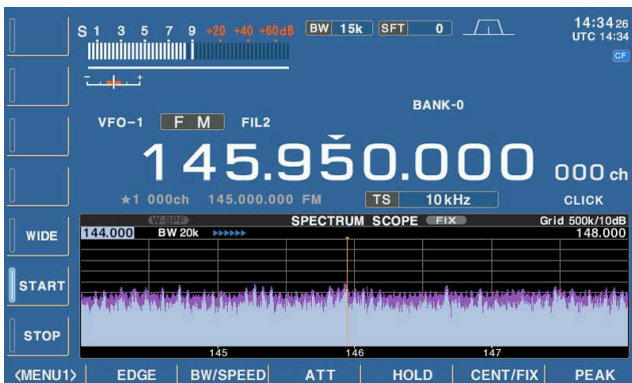 S 1 3 5 7 9 +20 +40 +60dB BW 15k SFT 0 14:34 26
UTC 14:34
CF
- +
BANK-0
VFO-1 FM FIL2
145.950.000 000 ch
★1 000ch 145.000.000 FM TS 10kHz CLICK
W-BPF SPECTRUM SCOPE FIX Grid 500k/10dB
WIDE 144.000 BW 20k ▶▶▶▶▶▶ 148.000
START
STOP
145 146 147
<MENU1> EDGE BW/SPEED ATT HOLD CENT/FIX PEAK